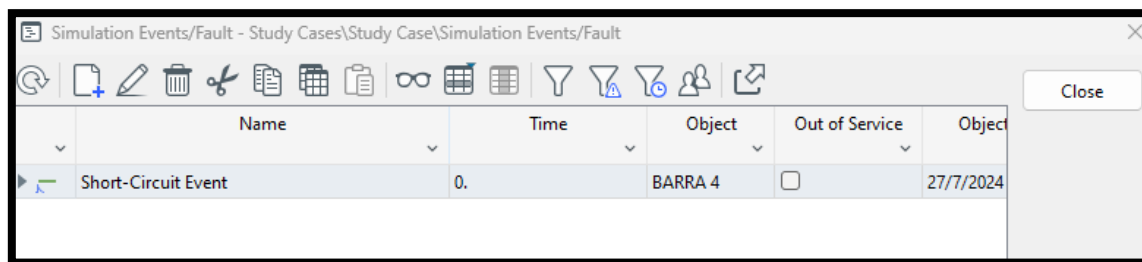 Simulation Events/Fault - Study Cases\Study Case\Simulation Events/Fault
Close
Name Time Object Out of Service Object
Short-Circuit Event 0. BARRA 4 27/7/2024